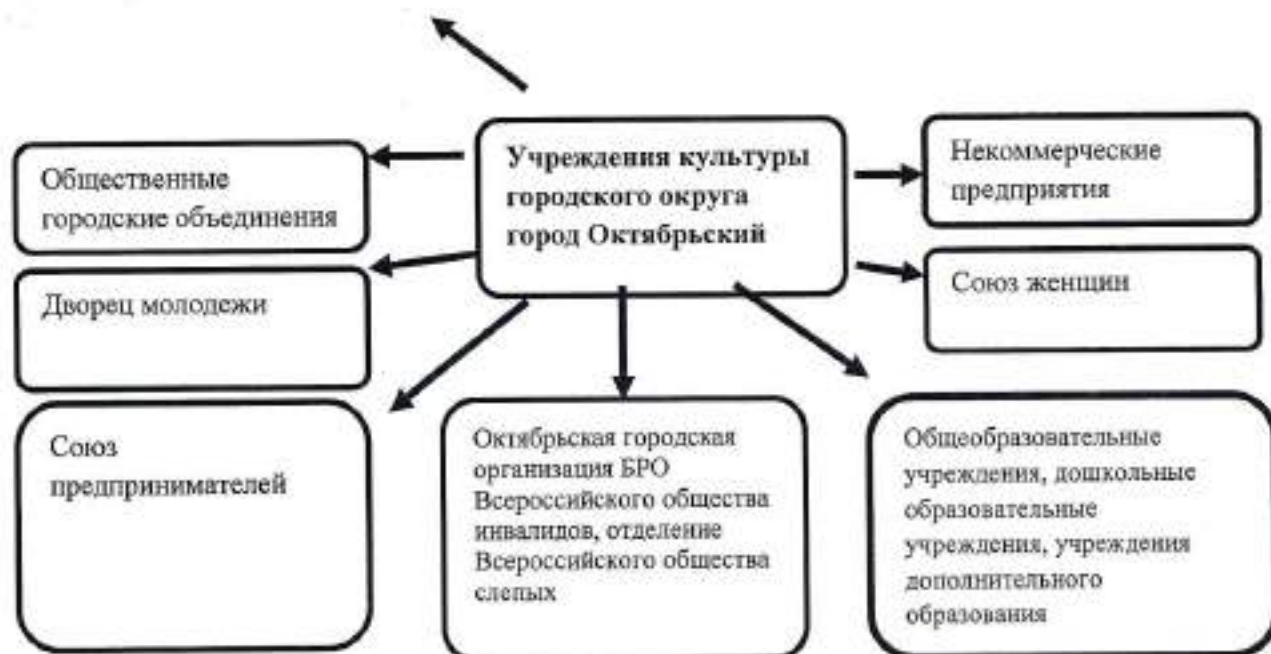 Учреждения культуры
городского округа
город Октябрьский
Общественные
городские объединения
Некоммерческие
предприятия
Дворец молодежи
Союз женщин
Союз
предпринимателей
Октябрьская городская
организация БРО
Всероссийского общества
инвалидов, отделение
Всероссийского общества
слепых
Общеобразовательные
учреждения, дошкольные
образовательные
учреждения, учреждения
дополнительного
образования